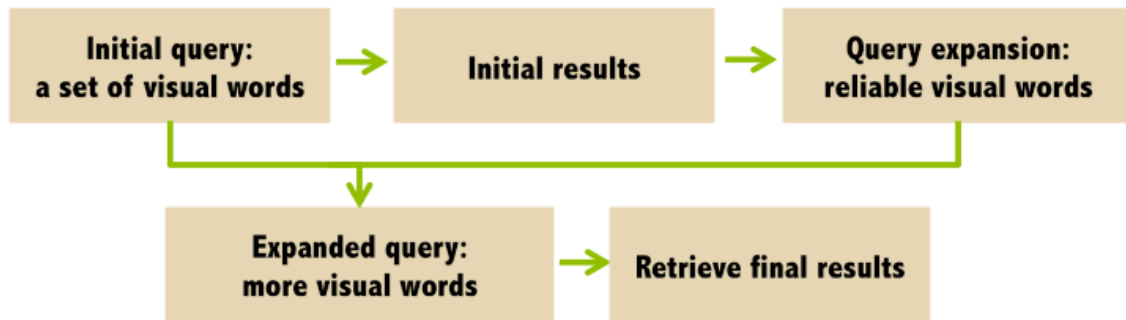 Initial query:
a set of visual words
Initial results
Query expansion:
reliable visual words
Expanded query:
more visual words
Retrieve final results